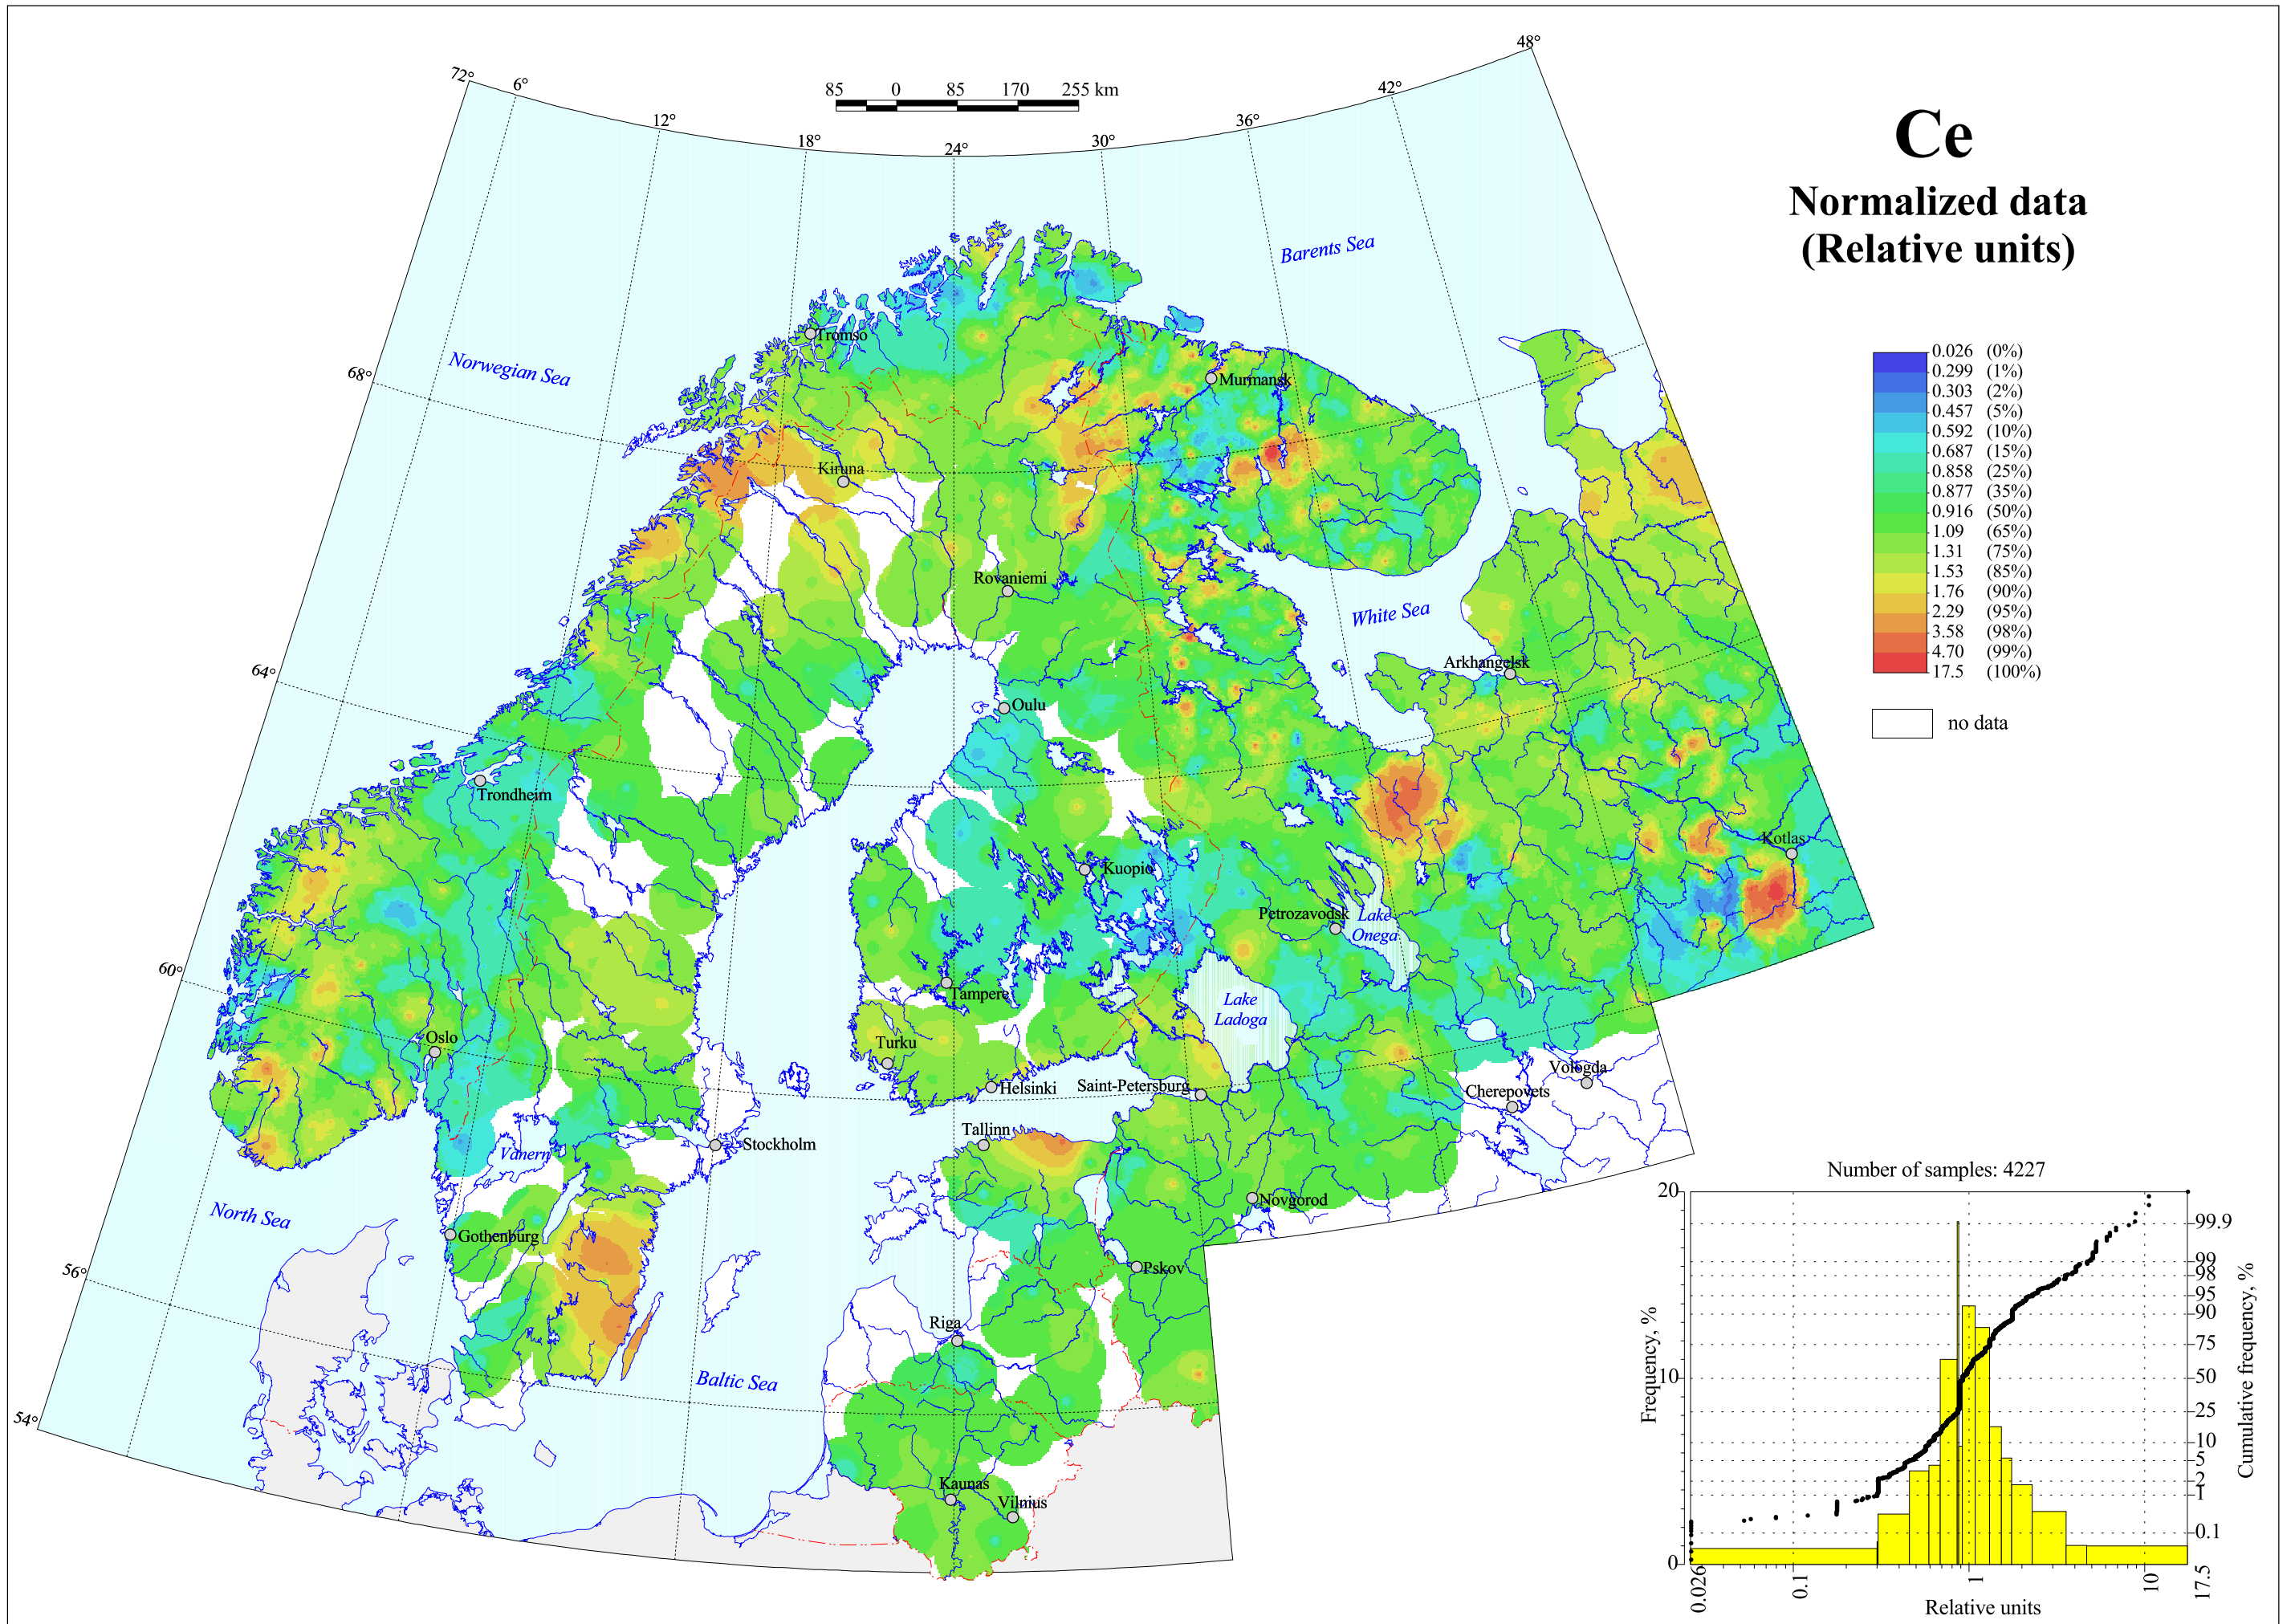 Ce
Normalized data
(Relative units)
85 0 85 170 255 km
72° 6° 12° 18° 24° 30° 36° 42° 48°
68°
64°
60°
56°
54°
Barents Sea
Norwegian Sea
Tromso
Murmansk
Kiruna
Rovaniemi
White Sea
Arkhangelsk
Oulu
Trondheim
Kotlas
Kuopio
Petrozavodsk
Lake
Onega
Tampere
Lake
Ladoga
Oslo
Turku
Helsinki
Saint-Petersburg
Vologda
Cherepovets
Tallinn
Stockholm
Vanern
Novgorod
North Sea
Gothenburg
Pskov
Riga
Baltic Sea
Kaunas
Vilnius
0.026 (0%)
0.299 (1%)
0.303 (2%)
0.457 (5%)
0.592 (10%)
0.687 (15%)
0.858 (25%)
0.877 (35%)
0.916 (50%)
1.09 (65%)
1.31 (75%)
1.53 (85%)
1.76 (90%)
2.29 (95%)
3.58 (98%)
4.70 (99%)
17.5 (100%)
no data
Number of samples: 4227
Frequency, %
20
10
0
99.9
99
98
95
90
75
50
25
10
5
2
1
0.1
Cumulative frequency, %
0.026 0.1 1 10 17.5
Relative units